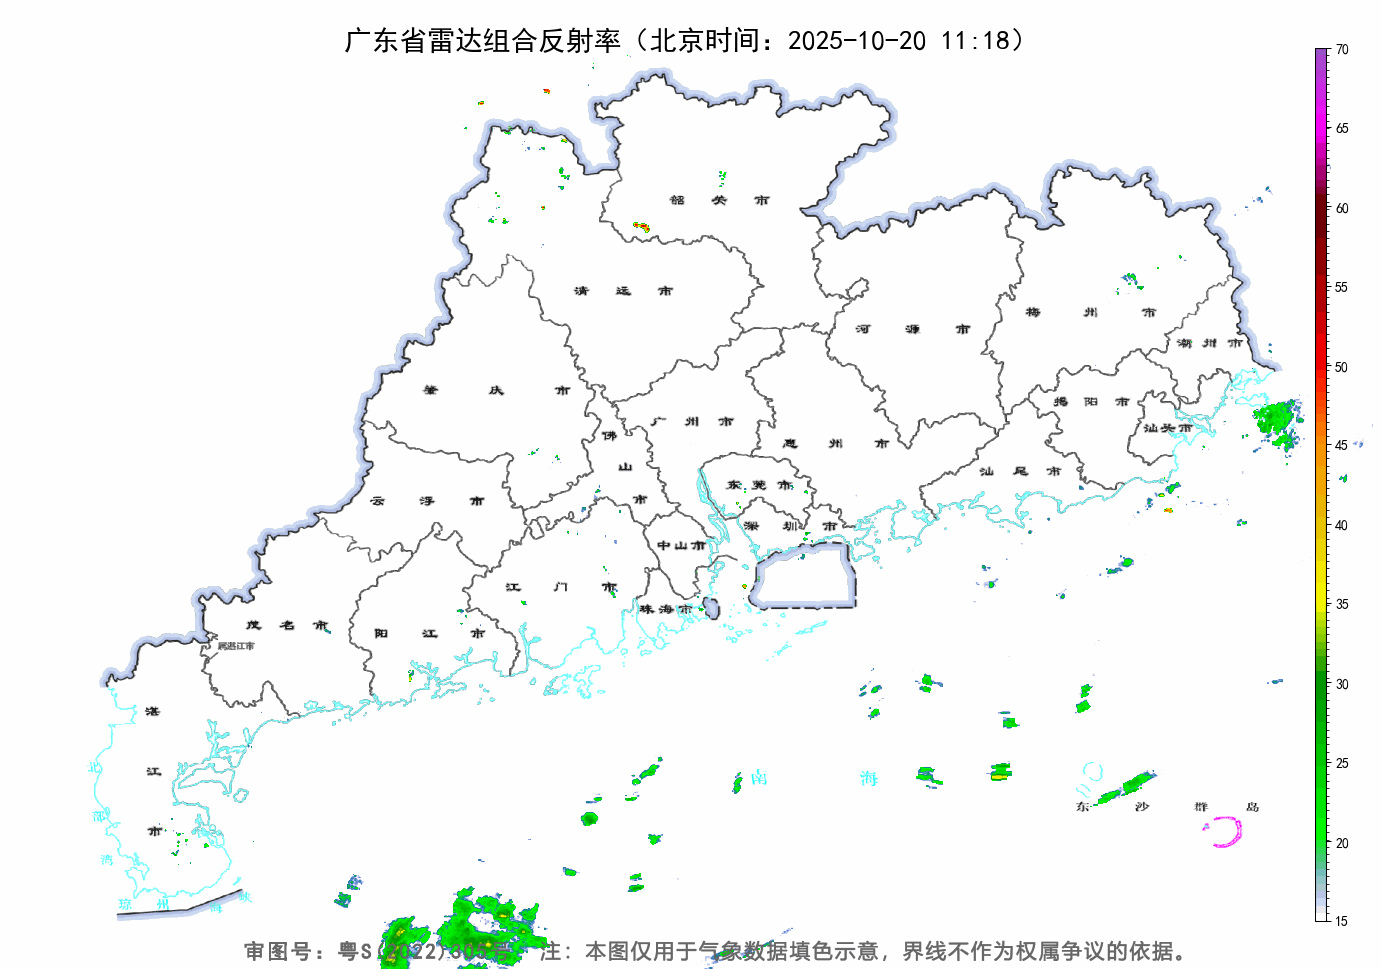 广东省雷达组合反射率（北京时间：2025-10-20 11:18）
70
65
60
55
50
45
40
35
30
25
20
15
韶 关 市
清 远 市
河 源 市
梅 州 市
潮 州 市
肇 庆 市
广 州 市
佛 山 市
惠 州 市
揭 阳 市
汕头市
汕 尾 市
东 莞 市
深 圳 市
云 浮 市
中山市
江 门 市
珠 海 市
茂 名 市
属湛江市
阳 江 市
湛 江 市
北 部 湾
琼 州 海 峡
南 海
东 沙 群 岛
审图号：粤S(2022)305号 注：本图仅用于气象数据填色示意，界线不作为权属争议的依据。